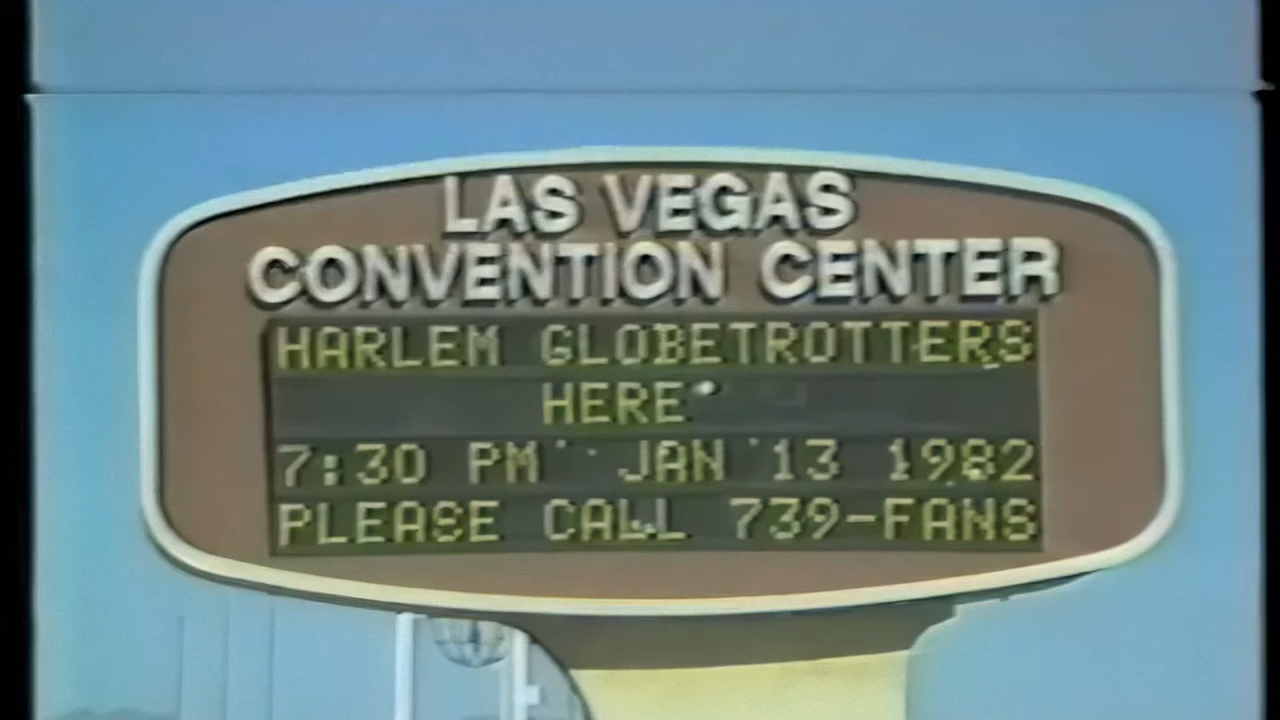 LAS VEGAS
CONVENTION CENTER
HARLEM GLOBETROTTERS
HERE
7:30 PM JAN 13 1982
PLEASE CALL 739-FANS